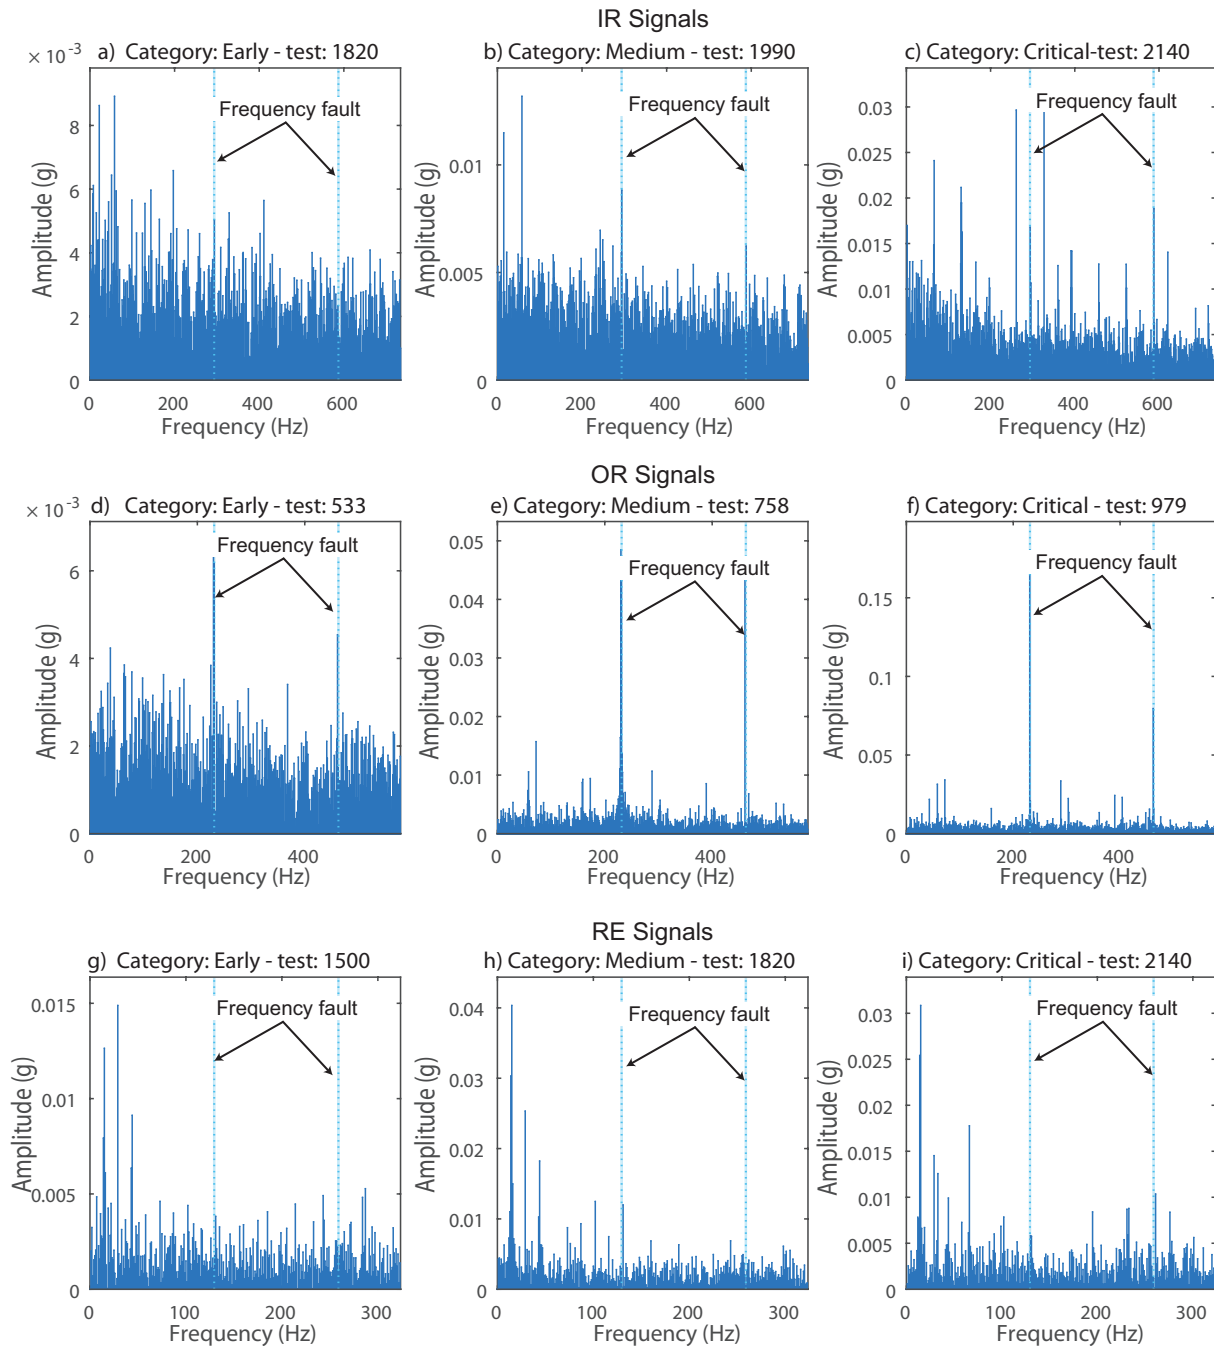 IR Signals
a) Category: Early - test: 1820
b) Category: Medium - test: 1990
c) Category: Critical-test: 2140
× 10⁻³
Frequency fault
Frequency fault
Frequency fault
Amplitude (g)
8
6
4
2
0
0 200 400 600
Frequency (Hz)
Amplitude (g)
0.01
0.005
0
0 200 400 600
Frequency (Hz)
Amplitude (g)
0.03
0.025
0.02
0.015
0.01
0.005
0
0 200 400 600
Frequency (Hz)
OR Signals
d) Category: Early - test: 533
e) Category: Medium - test: 758
f) Category: Critical - test: 979
× 10⁻³
Frequency fault
Frequency fault
Frequency fault
Amplitude (g)
6
4
2
0
0 200 400
Frequency (Hz)
Amplitude (g)
0.05
0.04
0.03
0.02
0.01
0
0 200 400
Frequency (Hz)
Amplitude (g)
0.15
0.1
0.05
0
0 200 400
Frequency (Hz)
RE Signals
g) Category: Early - test: 1500
h) Category: Medium - test: 1820
i) Category: Critical - test: 2140
Frequency fault
Frequency fault
Frequency fault
Amplitude (g)
0.015
0.01
0.005
0
0 100 200 300
Frequency (Hz)
Amplitude (g)
0.04
0.03
0.02
0.01
0
0 100 200 300
Frequency (Hz)
Amplitude (g)
0.03
0.025
0.02
0.015
0.01
0.005
0
0 100 200 300
Frequency (Hz)